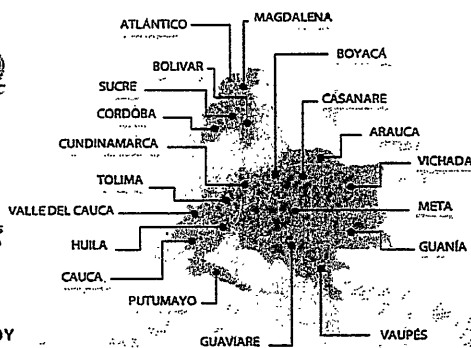 ATLÁNTICO
MAGDALENA
BOLIVAR
BOYACÁ
SUCRE
CASANARE
CORDOBA
ARAUCA
CUNDINAMARCA
VICHADA
TOLIMA
META
VALLE DEL CAUCA
HUILA
GUANÍA
CAUCA
PUTUMAYO
GUAVIARE
VAUPÉS